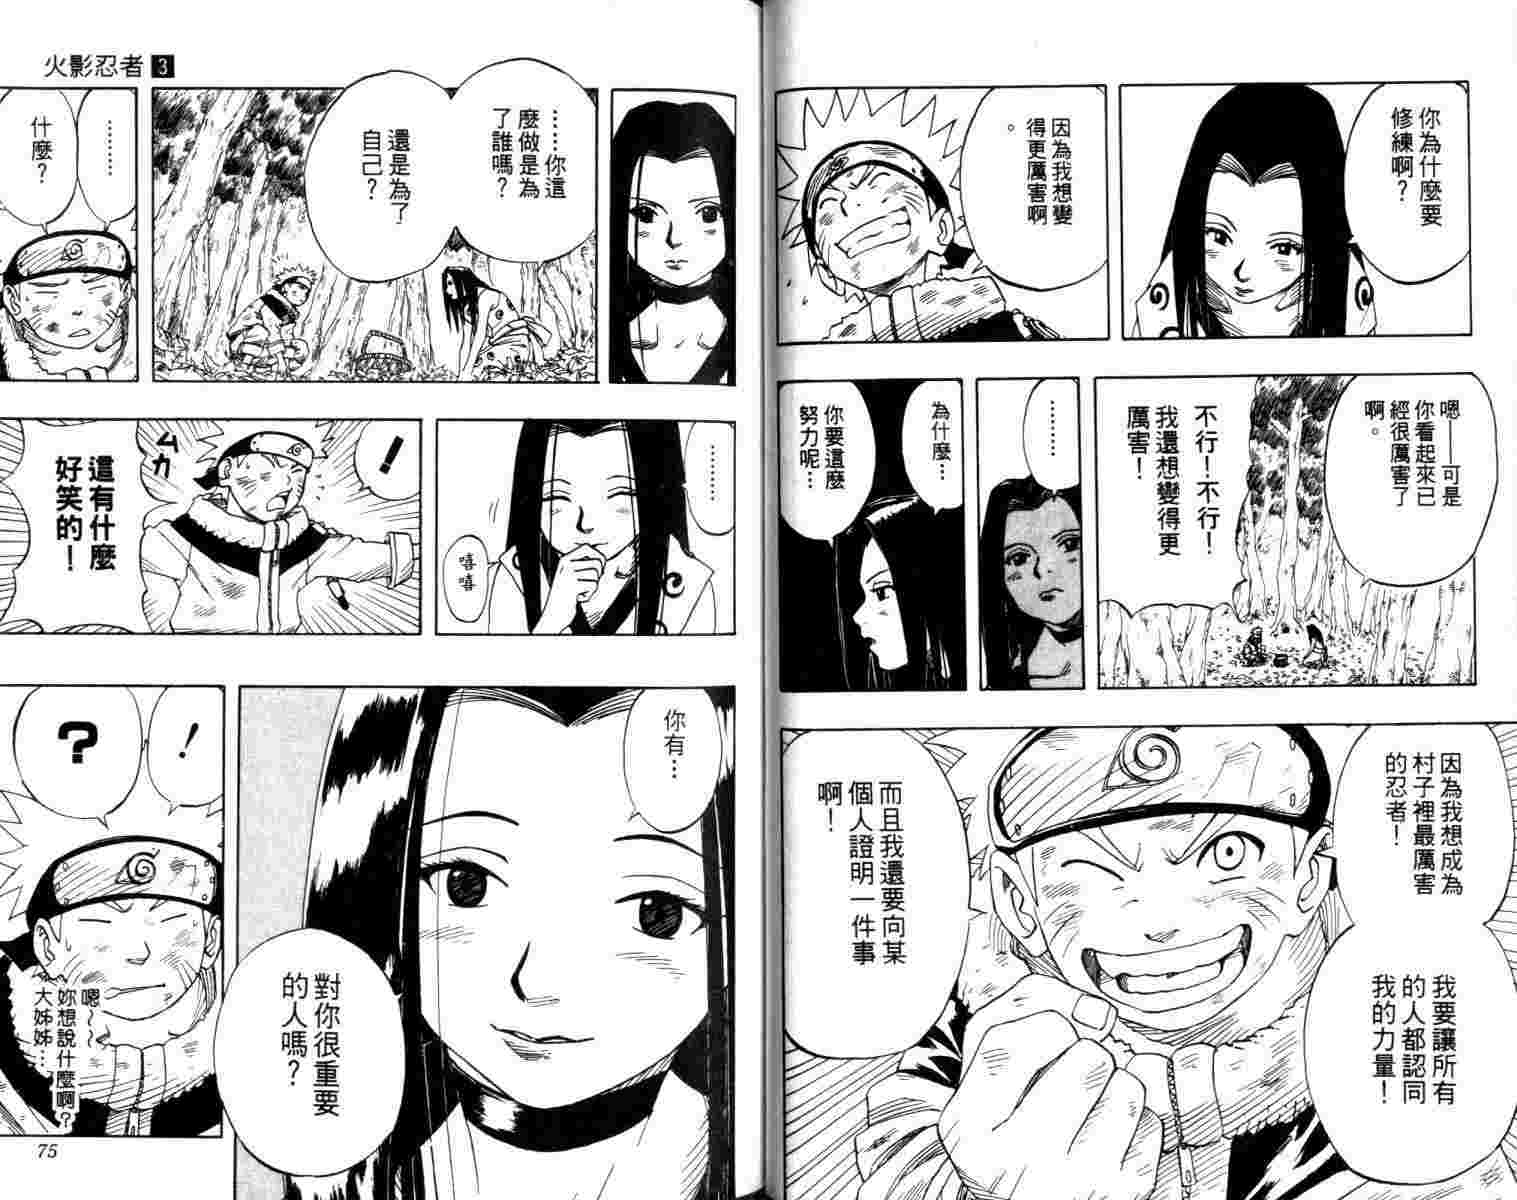 你為什麼要
修練啊?
因為我想變
得更厲害啊
。
嗯——可是
你看起來已
經很厲害了
啊。
不行!不行!
我還想變得更
厲害!
………
為什麼…
你要這麼
努力呢…
因為我想成為
村子裡最厲害
的忍者!
我要讓所有
的人都認同
我的力量!
而且我還要向某
個人證明一件事
啊!
火影忍者 3
……你這
麼做是為
了誰嗎?
還是為了
自己?
………
什麼?
………
嘻嘻
!
ムカ
這有什麼
好笑的!
你有…
對你很重要
的人嗎?
!
?
嗯~~
妳想說什麼啊?
大姊姊…
75